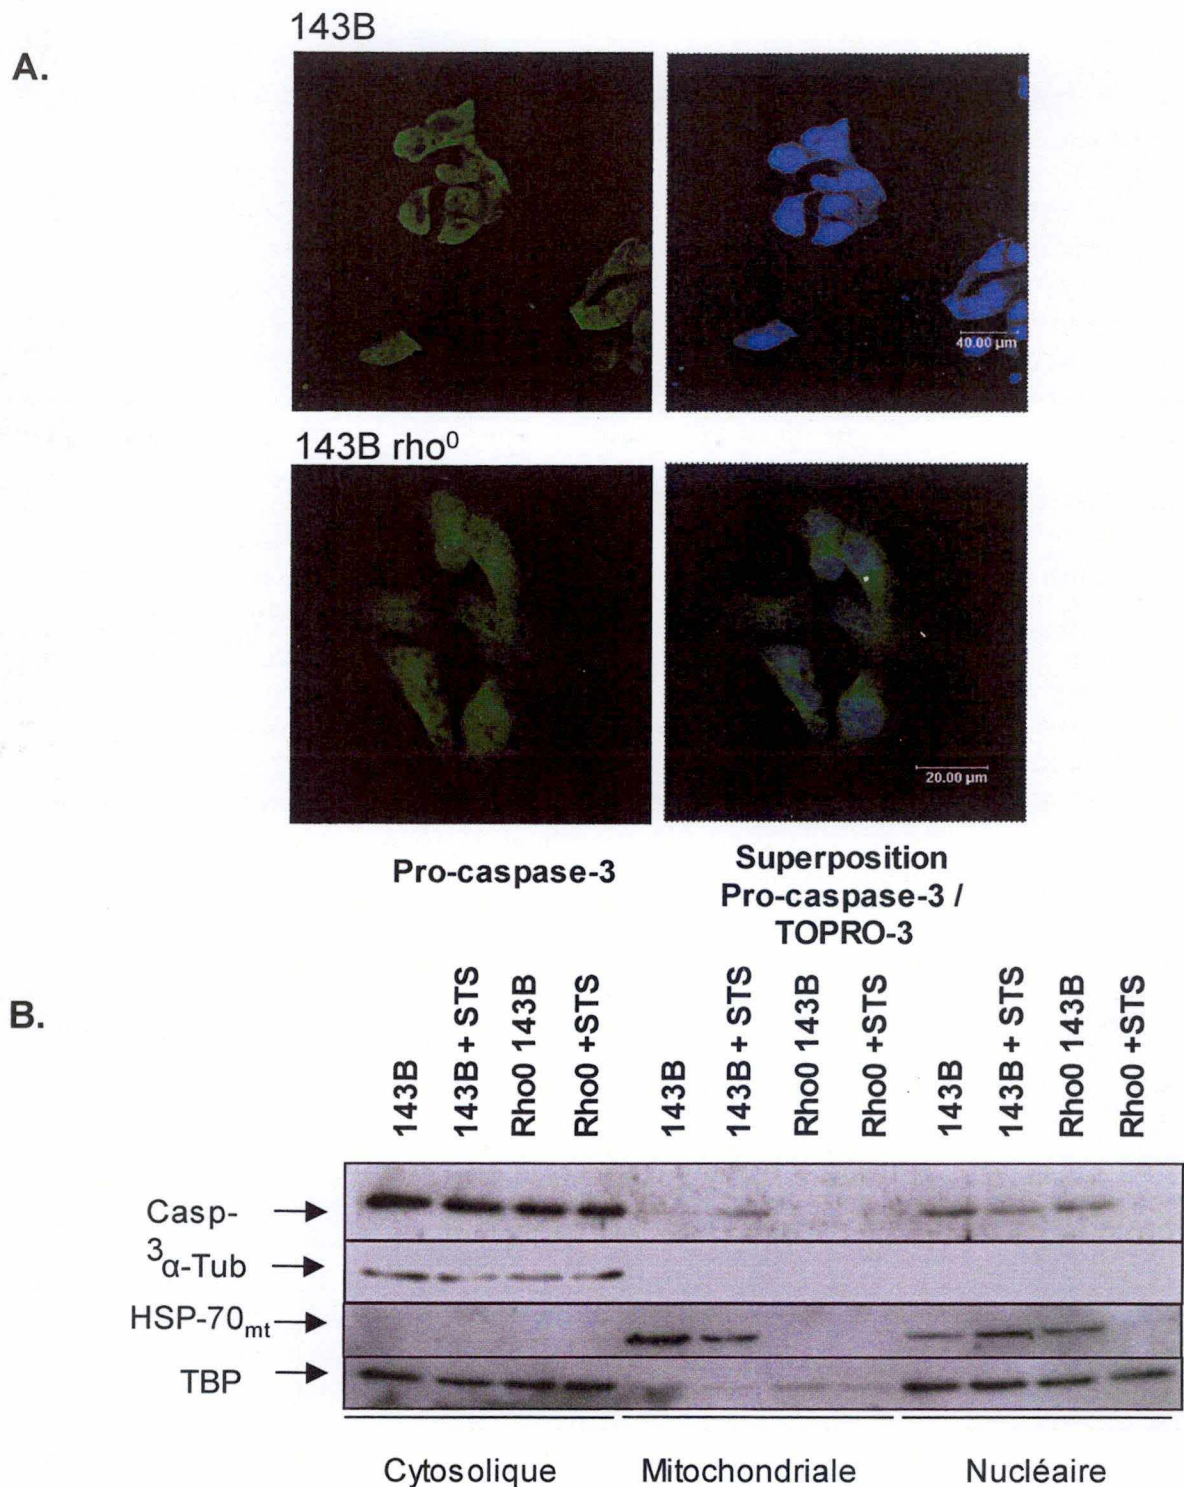 143B
A.
40.00 µm
143B rho⁰
20.00 µm
Pro-caspase-3
Superposition
Pro-caspase-3 /
TOPRO-3
B.
143B
143B + STS
Rho0 143B
Rho0 +STS
143B
143B + STS
Rho0 143B
Rho0 +STS
143B
143B + STS
Rho0 143B
Rho0 +STS
Casp-
3
α-Tub
HSP-70mt
TBP
Cytosolique
Mitochondriale
Nucléaire